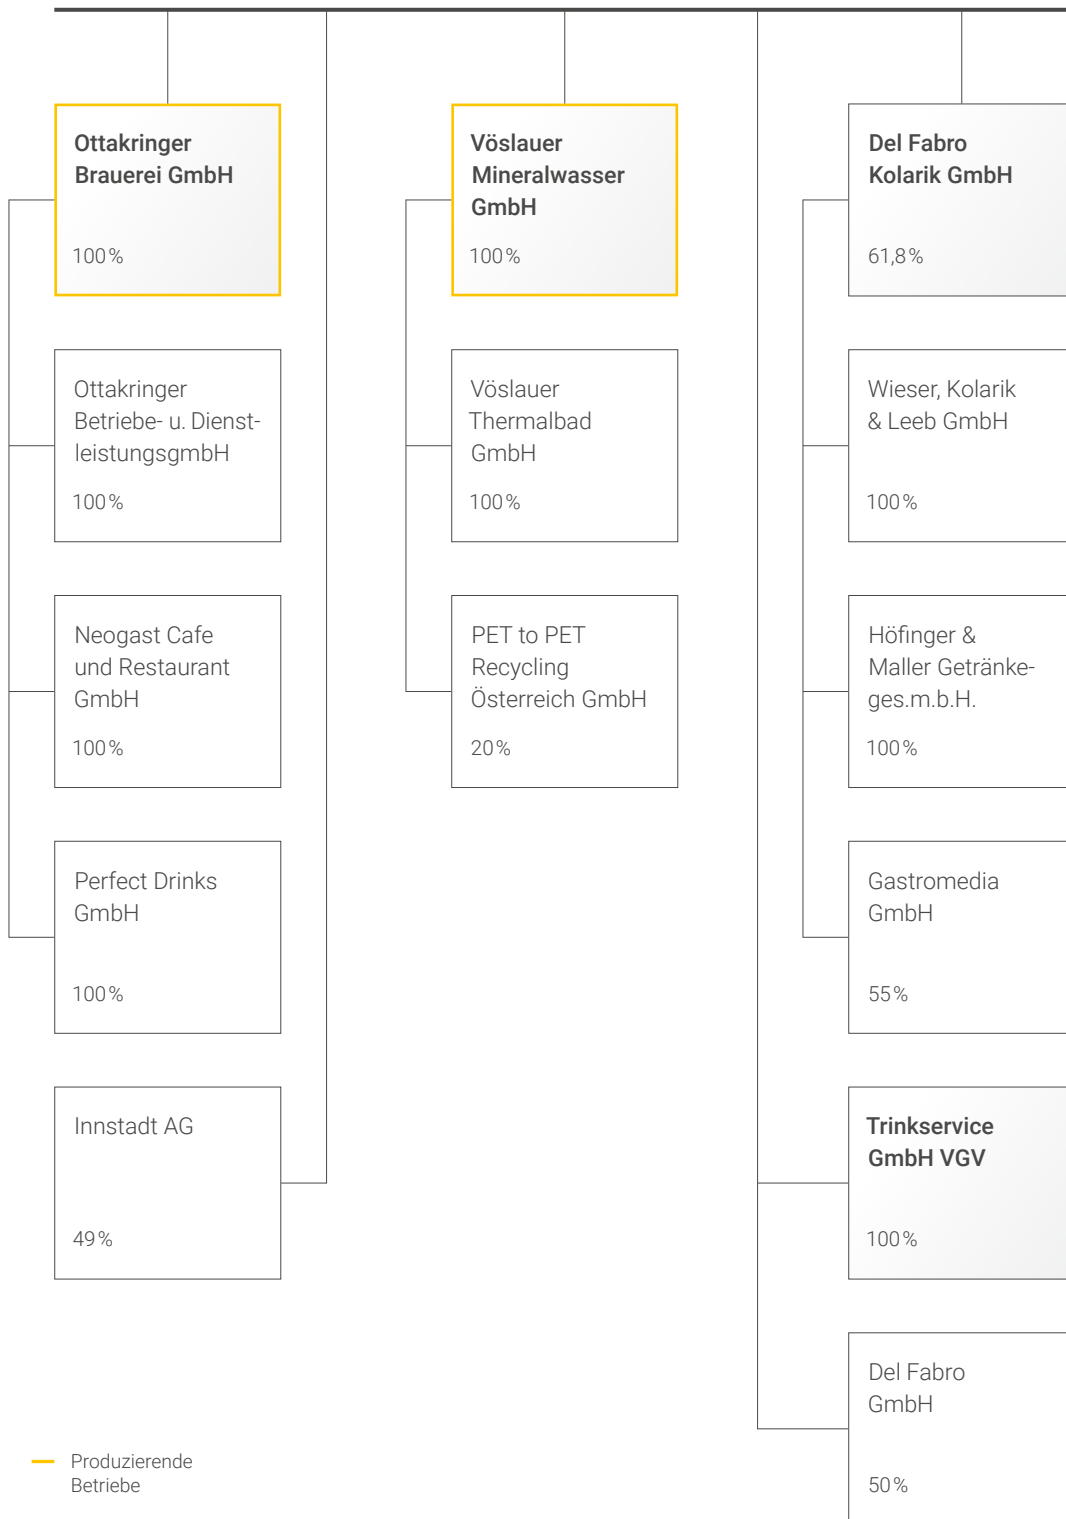 Ottakringer
Brauerei GmbH
100%
Ottakringer
Betriebe- u. Dienst-
leistungsgmbH
100%
Neogast Cafe
und Restaurant
GmbH
100%
Perfect Drinks
GmbH
100%
Innstadt AG
49%
Vöslauer
Mineralwasser
GmbH
100%
Vöslauer
Thermalbad
GmbH
100%
PET to PET
Recycling
Österreich GmbH
20%
Del Fabro
Kolarik GmbH
61,8%
Wieser, Kolarik
& Leeb GmbH
100%
Höfinger &
Maller Getränke-
ges.m.b.H.
100%
Gastromedia
GmbH
55%
Trinkservice
GmbH VGV
100%
Del Fabro
GmbH
50%
Produzierende
Betriebe